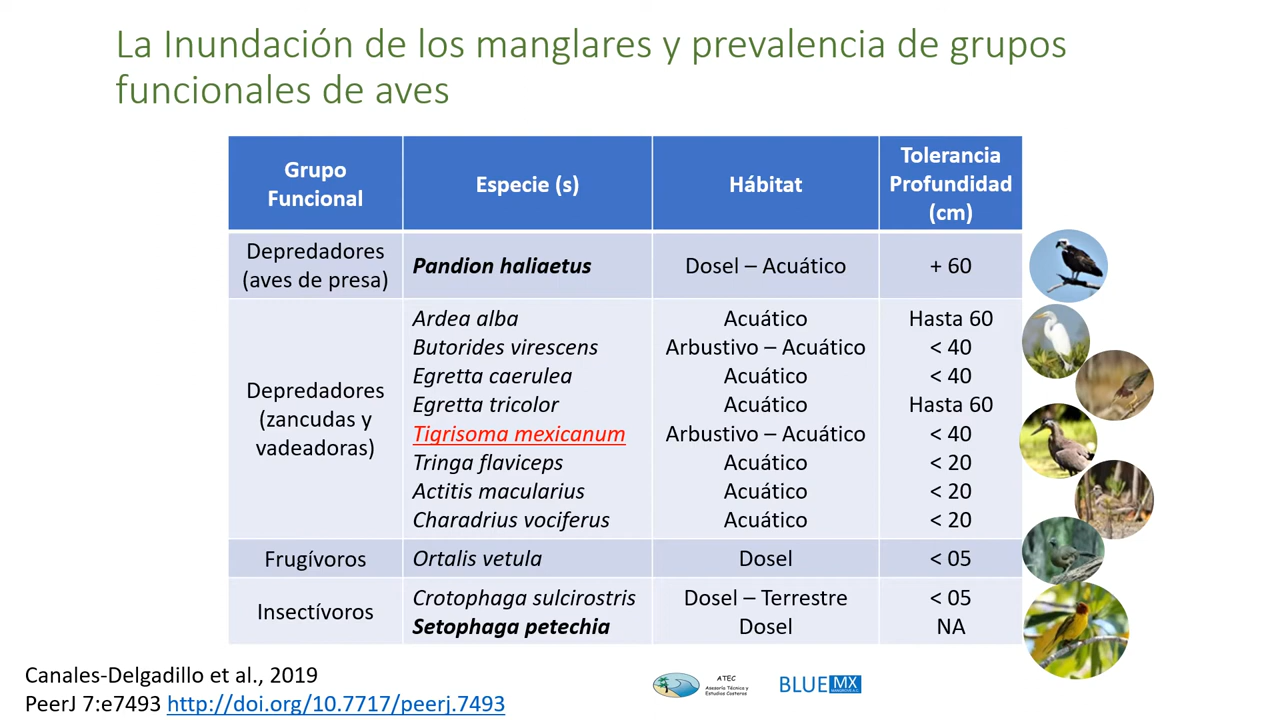 La Inundación de los manglares y prevalencia de grupos
funcionales de aves
Grupo
Funcional
Especie (s)
Hábitat
Tolerancia
Profundidad
(cm)
Depredadores
(aves de presa)
Pandion haliaetus
Dosel – Acuático
+ 60
Depredadores
(zancudas y
vadeadoras)
Ardea alba
Acuático
Hasta 60
Butorides virescens
Arbustivo – Acuático
< 40
Egretta caerulea
Acuático
< 40
Egretta tricolor
Acuático
Hasta 60
Tigrisoma mexicanum
Arbustivo – Acuático
< 40
Tringa flaviceps
Acuático
< 20
Actitis macularius
Acuático
< 20
Charadrius vociferus
Acuático
< 20
Frugívoros
Ortalis vetula
Dosel
< 05
Insectívoros
Crotophaga sulcirostris
Dosel – Terrestre
< 05
Setophaga petechia
Dosel
NA
Canales-Delgadillo et al., 2019
PeerJ 7:e7493 http://doi.org/10.7717/peerj.7493
ATEC
Asesoría Técnica y
Estudios Costeros
BLUE MX